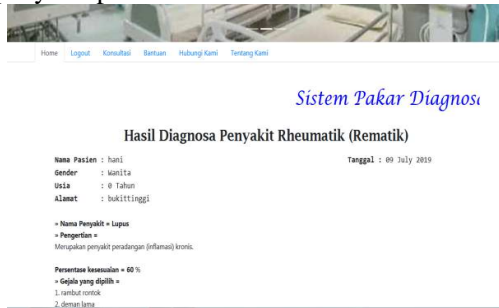 Home Logout Konsultasi Bantuan Hubungi Kami Tentang Kami
Sistem Pakar Diagnosa
Hasil Diagnosa Penyakit Rheumatik (Rematik)
Nama Pasien : hani Tanggal : 09 July 2019
Gender : Wanita
Usia : 0 Tahun
Alamat : bukittinggi
» Nama Penyakit = Lupus
» Pengertian =
Merupakan penyakit peradangan (inflamasi) kronis.
Persentase kesesuaian = 60 %
» Gejala yang dipilih =
1. rambut rontok
2. deman lama